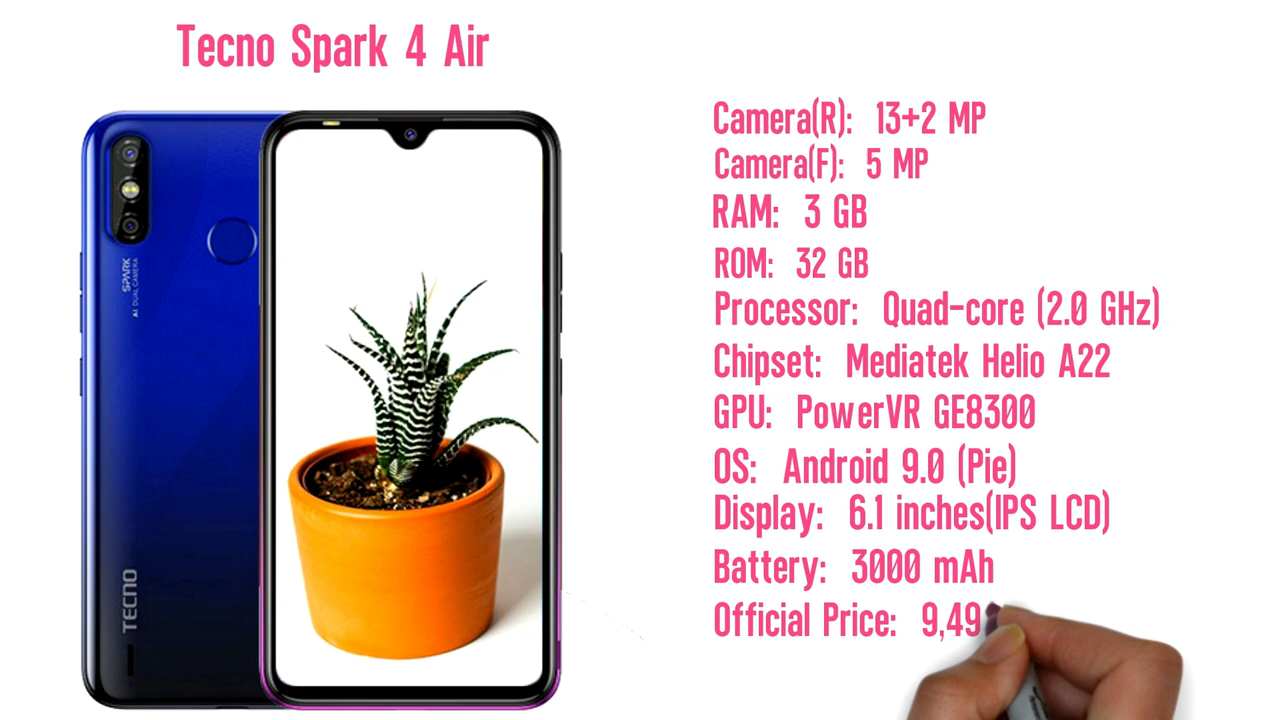 Tecno Spark 4 Air
Camera(R): 13+2 MP
Camera(F): 5 MP
RAM: 3 GB
ROM: 32 GB
Processor: Quad-core (2.0 GHz)
Chipset: Mediatek Helio A22
GPU: PowerVR GE8300
OS: Android 9.0 (Pie)
Display: 6.1 inches(IPS LCD)
Battery: 3000 mAh
Official Price: 9,49
SPARK
AI DUAL CAMERA
TECNO